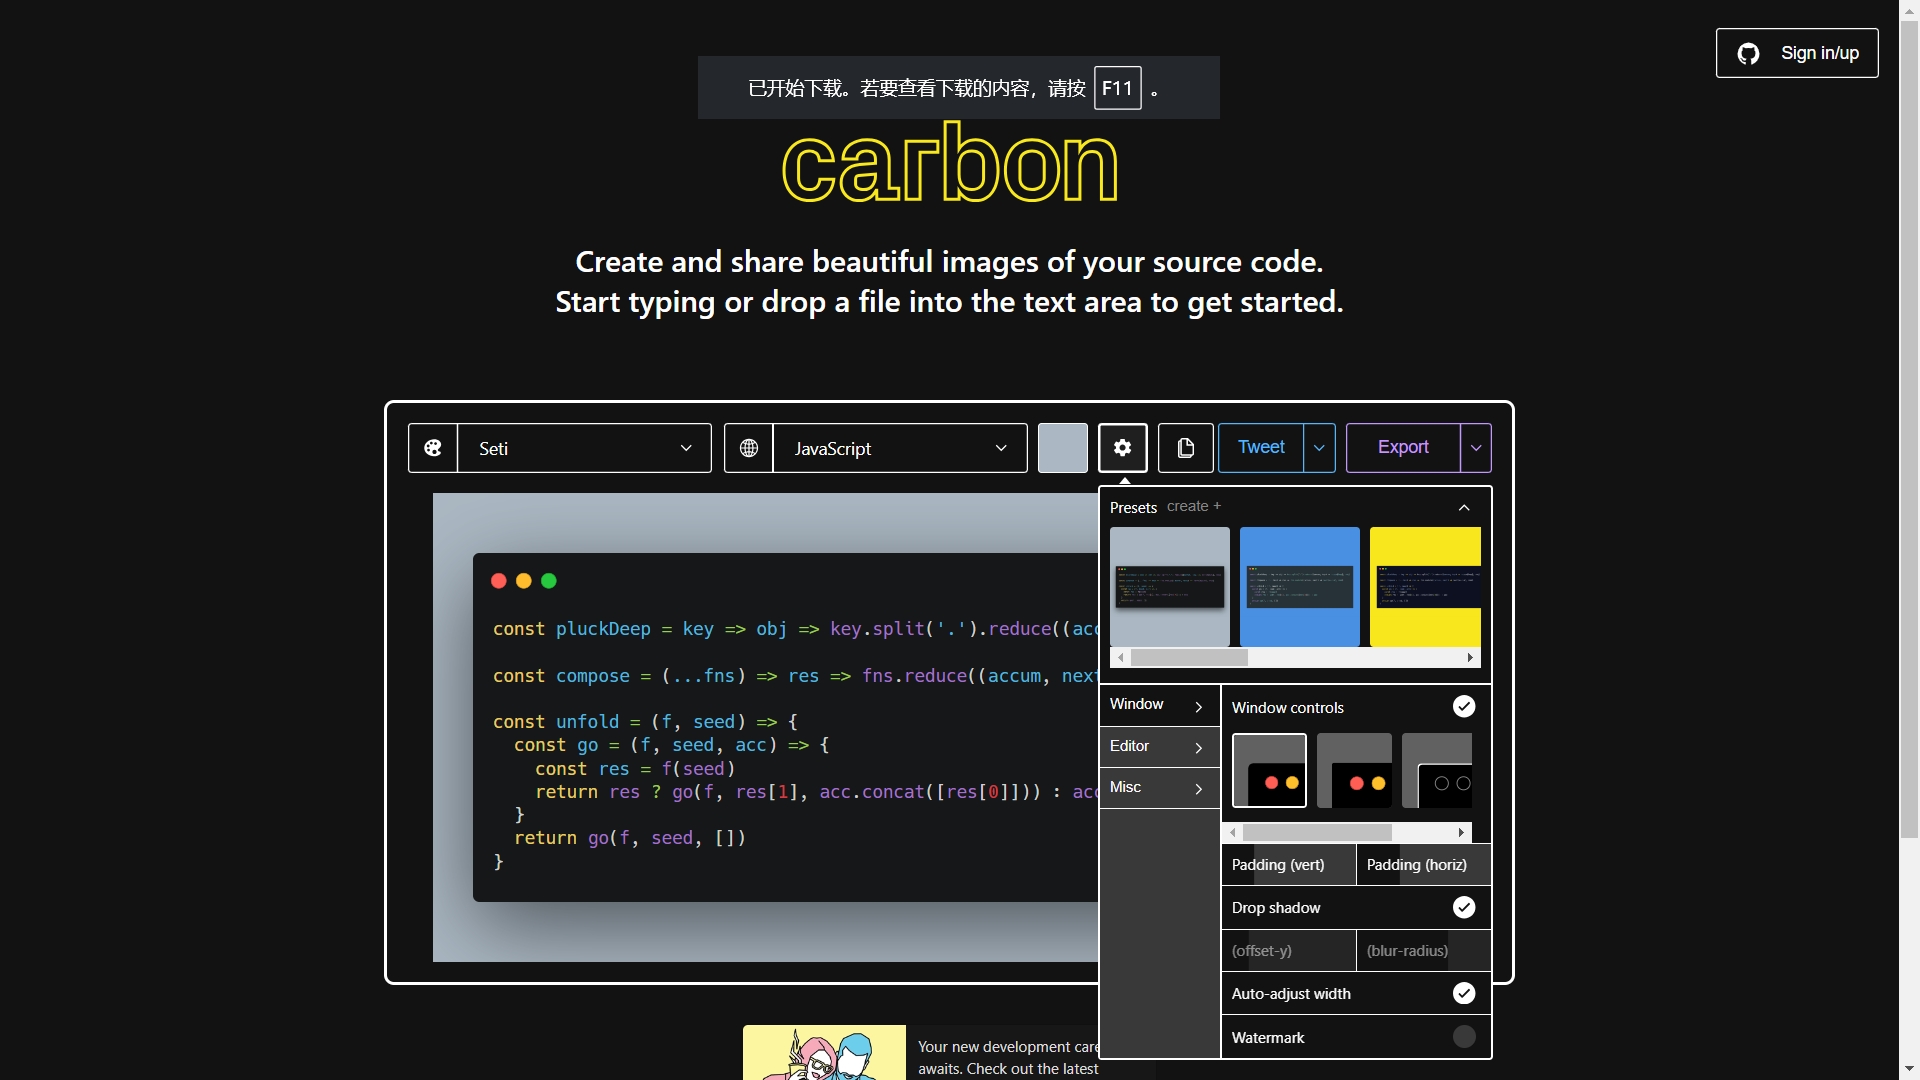 Sign in/up
已开始下载。若要查看下载的内容，请按 F11 。
carbon
Create and share beautiful images of your source code.
Start typing or drop a file into the text area to get started.
Seti
JavaScript
Tweet
Export
Presets create +
const pluckDeep = key => obj => key.split('.').reduce((acc
const compose = (...fns) => res => fns.reduce((accum, next
const unfold = (f, seed) => {
const go = (f, seed, acc) => {
const res = f(seed)
return res ? go(f, res[1], acc.concat([res[0]])) : acc
}
return go(f, seed, [])
}
Window
Editor
Misc
Window controls
Padding (vert)
Padding (horiz)
Drop shadow
(offset-y)
(blur-radius)
Auto-adjust width
Watermark
Your new development care
awaits. Check out the latest